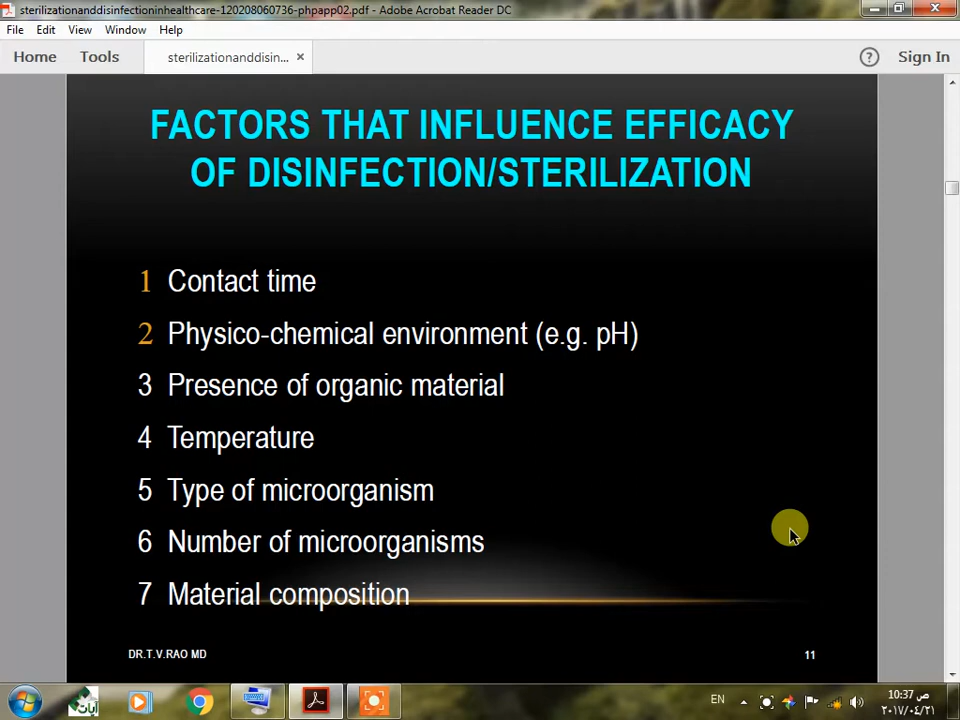 sterilizationanddisinfectioninhealthcare-120208060736-phpapp02.pdf - Adobe Acrobat Reader DC
File Edit View Window Help
Home Tools sterilizationanddisin... × ? Sign In
FACTORS THAT INFLUENCE EFFICACY
OF DISINFECTION/STERILIZATION
1 Contact time
2 Physico-chemical environment (e.g. pH)
3 Presence of organic material
4 Temperature
5 Type of microorganism
6 Number of microorganisms
7 Material composition
DR.T.V.RAO MD 11
EN 10:37 ص
٢٠١٧/٠٤/٢١